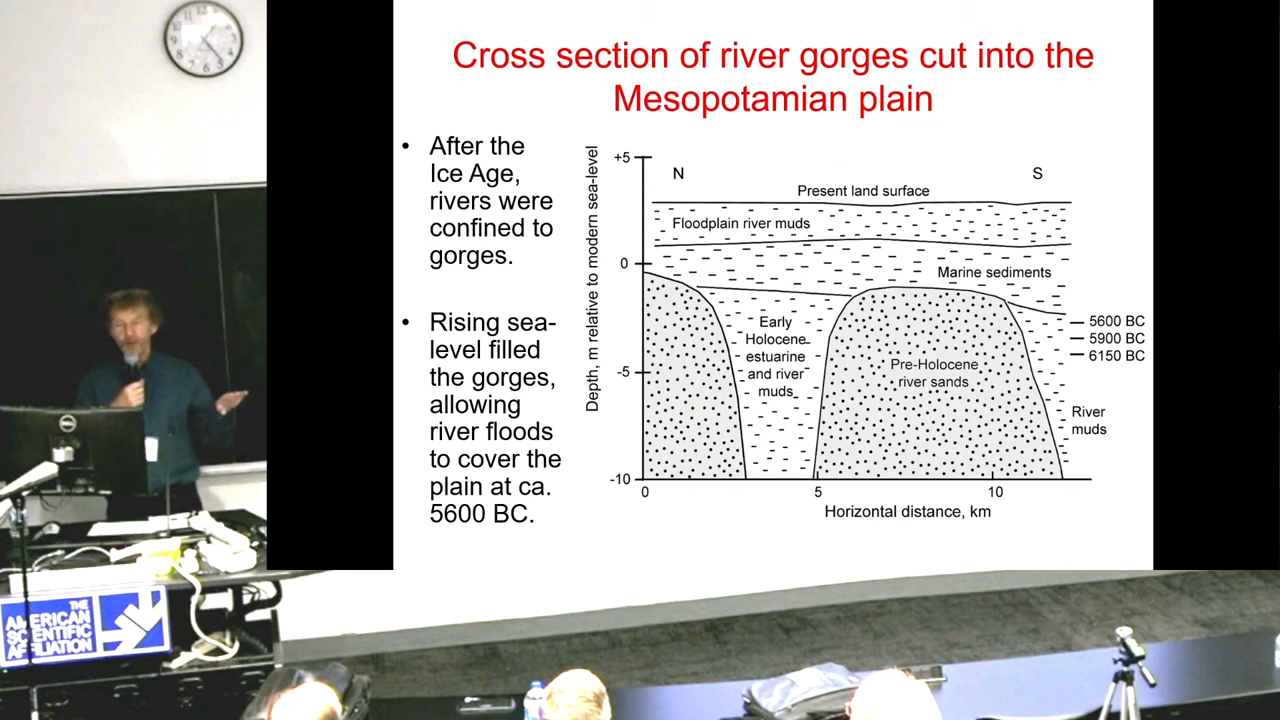 Cross section of river gorges cut into the
Mesopotamian plain
• After the
Ice Age,
rivers were
confined to
gorges.
• Rising sea-
level filled
the gorges,
allowing
river floods
to cover the
plain at ca.
5600 BC.
Depth, m relative to modern sea-level
+5
0
-5
-10
N
S
Present land surface
Floodplain river muds
Marine sediments
Early
Holocene
estuarine
and river
muds
Pre-Holocene
river sands
5600 BC
5900 BC
6150 BC
River
muds
0
5
10
Horizontal distance, km
DELL
THE
AMERICAN
SCIENTIFIC
AFFILIATION